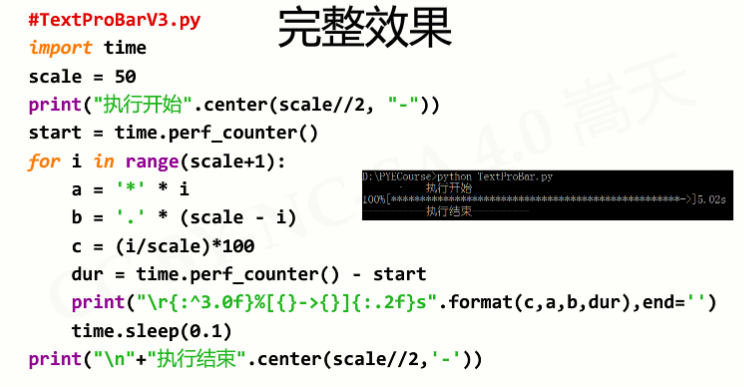 完整效果
#TextProBarV3.py
import time
scale = 50
print("执行开始".center(scale//2, "-"))
start = time.perf_counter()
for i in range(scale+1):
    a = '*' * i
    b = '.' * (scale - i)
    c = (i/scale)*100
    dur = time.perf_counter() - start
    print("\r{:^3.0f}%[{}->{}]{:.2f}s".format(c,a,b,dur),end='')
    time.sleep(0.1)
print("\n"+"执行结束".center(scale//2,'-'))
D:\PYECourse>python TextProBar.py
执行开始
100%[**************************************************->]5.02s
执行结束
CC BY-NC-SA 4.0 嵩天